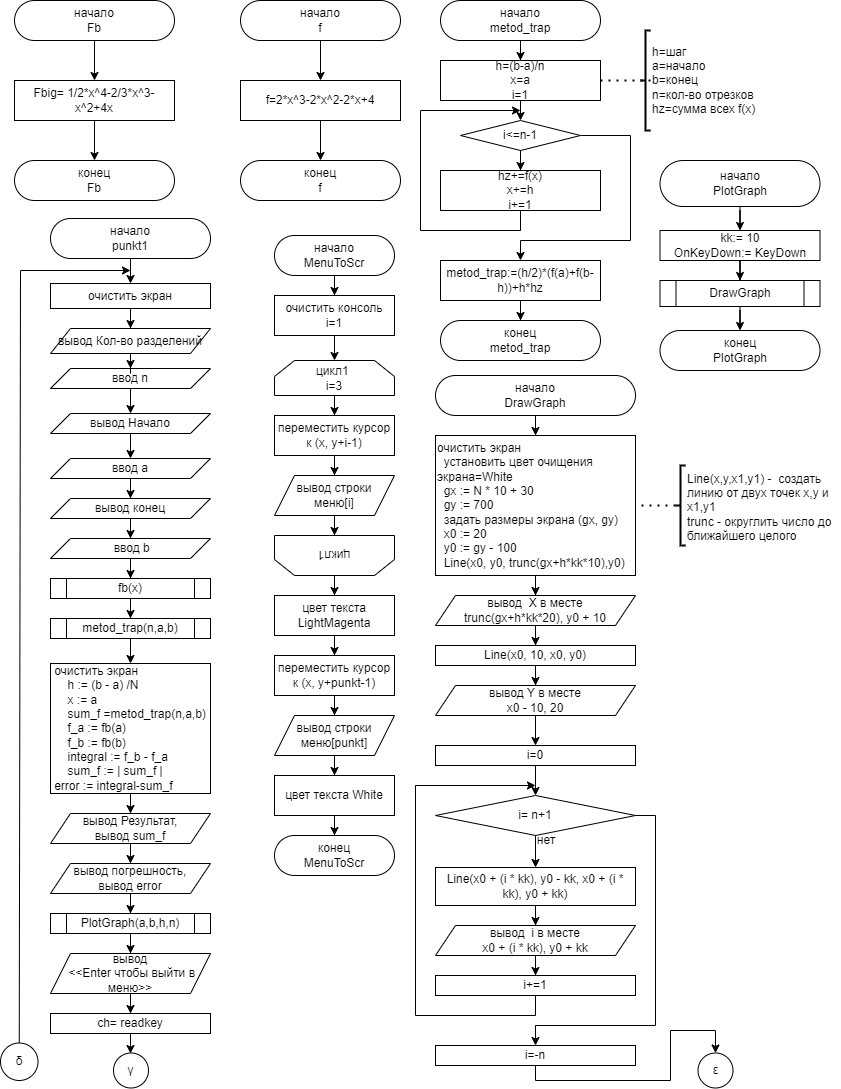 начало
Fb
Fbig= 1/2*x^4-2/3*x^3-
x^2+4x
конец
Fb
начало
f
f=2*x^3-2*x^2-2*x+4
конец
f
начало
metod_trap
h=(b-a)/n
x=a
i=1
i<=n-1
hz+=f(x)
x+=h
i+=1
metod_trap:=(h/2)*(f(a)+f(b-
h))+h*hz
конец
metod_trap
h=шаг
a=начало
b=конец
n=кол-во отрезков
hz=сумма всех f(x)
начало
PlotGraph
kk:= 10
OnKeyDown:= KeyDown
DrawGraph
конец
PlotGraph
начало
punkt1
очистить экран
вывод Кол-во разделений
ввод n
вывод Начало
ввод a
вывод конец
ввод b
fb(x)
metod_trap(n,a,b)
очистить экран
h := (b - a) /N
x := a
sum_f =metod_trap(n,a,b)
f_a := fb(a)
f_b := fb(b)
integral := f_b - f_a
sum_f := | sum_f |
error := integral-sum_f
вывод Результат,
вывод sum_f
вывод погрешность,
вывод error
PlotGraph(a,b,h,n)
вывод
<<Enter чтобы выйти в
меню>>
ch= readkey
δ
γ
начало
MenuToScr
очистить консоль
i=1
цикл1
i=3
переместить курсор
к (x, y+i-1)
вывод строки
меню[i]
цикл1
цвет текста
LightMagenta
переместить курсор
к (x, y+punkt-1)
вывод строки
меню[punkt]
цвет текста White
конец
MenuToScr
начало
DrawGraph
очистить экран
установить цвет очищения
экрана=White
gx := N * 10 + 30
gy := 700
задать размеры экрана (gx, gy)
x0 := 20
y0 := gy - 100
Line(x0, y0, trunc(gx+h*kk*10),y0)
Line(x,y,x1,y1) - создать
линию от двух точек x,y и
x1,y1
trunc - округлить число до
ближайшего целого
вывод X в месте
trunc(gx+h*kk*20), y0 + 10
Line(x0, 10, x0, y0)
вывод Y в месте
x0 - 10, 20
i=0
i= n+1
нет
Line(x0 + (i * kk), y0 - kk, x0 + (i *
kk), y0 + kk)
вывод i в месте
x0 + (i * kk), y0 + kk
i+=1
i=-n
ε